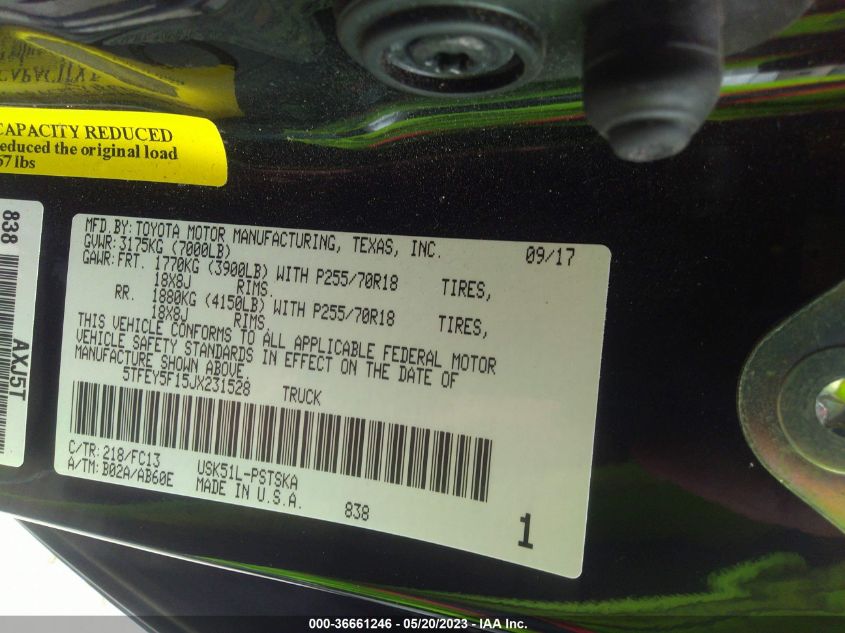 CAPACITY REDUCED
educed the original load
67 lbs
838
AXJ5T
MFD. BY: TOYOTA MOTOR MANUFACTURING, TEXAS, INC. 09/17
GVWR: 3175KG (7000LB)
GAWR: FRT. 1770KG (3900LB) WITH P255/70R18 TIRES,
18X8J RIMS.
RR. 1880KG (4150LB) WITH P255/70R18 TIRES,
18X8J RIMS.
THIS VEHICLE CONFORMS TO ALL APPLICABLE FEDERAL MOTOR
VEHICLE SAFETY STANDARDS IN EFFECT ON THE DATE OF
MANUFACTURE SHOWN ABOVE.
5TFEY5F15JX231528 TRUCK
C/TR: 218/FC13 USK51L-PSTSKA
A/TM: B02A/AB60E MADE IN U.S.A. 838
1
000-36661246 - 05/20/2023 - IAA Inc.